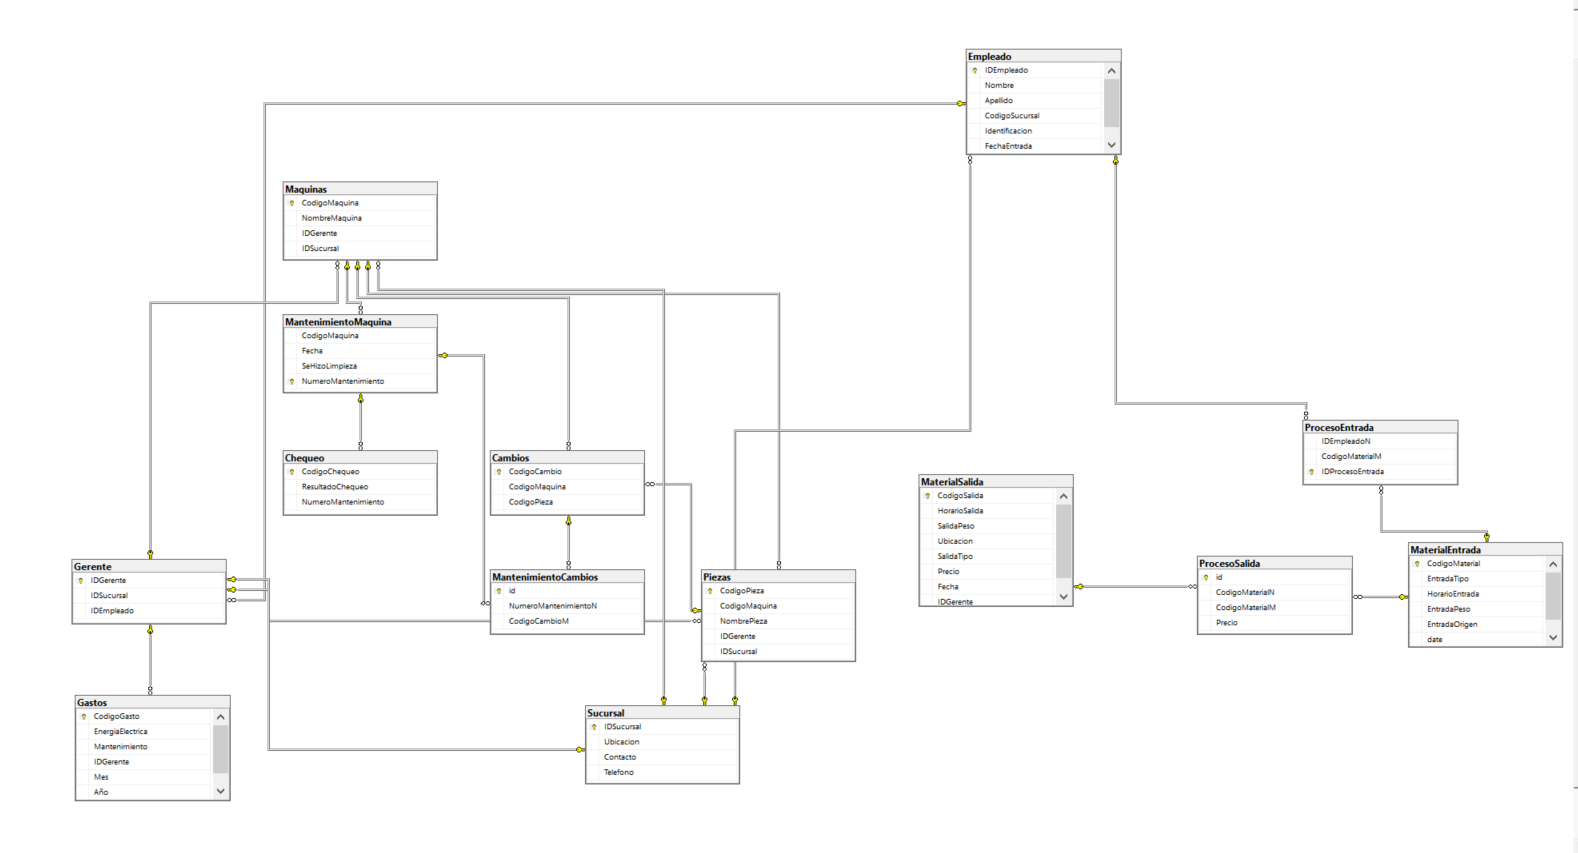 Empleado
IDEmpleado
Nombre
Apellido
CodigoSucursal
Identificacion
FechaEntrada
Maquinas
CodigoMaquina
NombreMaquina
IDGerente
IDSucursal
MantenimientoMaquina
CodigoMaquina
Fecha
SeHizoLimpieza
NumeroMantenimiento
Chequeo
CodigoChequeo
ResultadoChequeo
NumeroMantenimiento
Cambios
CodigoCambio
CodigoMaquina
CodigoPieza
ProcesoEntrada
IDEmpleadoN
CodigoMaterialM
IDProcesoEntrada
MaterialSalida
CodigoSalida
HorarioSalida
SalidaPeso
Ubicacion
SalidaTipo
Precio
Fecha
IDGerente
ProcesoSalida
id
CodigoMaterialN
CodigoMaterialM
Precio
MaterialEntrada
CodigoMaterial
EntradaTipo
HorarioEntrada
EntradaPeso
EntradaOrigen
date
Gerente
IDGerente
IDSucursal
IDEmpleado
MantenimientoCambios
id
NumeroMantenimientoN
CodigoCambioM
Piezas
CodigoPieza
CodigoMaquina
NombrePieza
IDGerente
IDSucursal
Gastos
CodigoGasto
EnergiaElectrica
Mantenimiento
IDGerente
Mes
Año
Sucursal
IDSucursal
Ubicacion
Contacto
Telefono